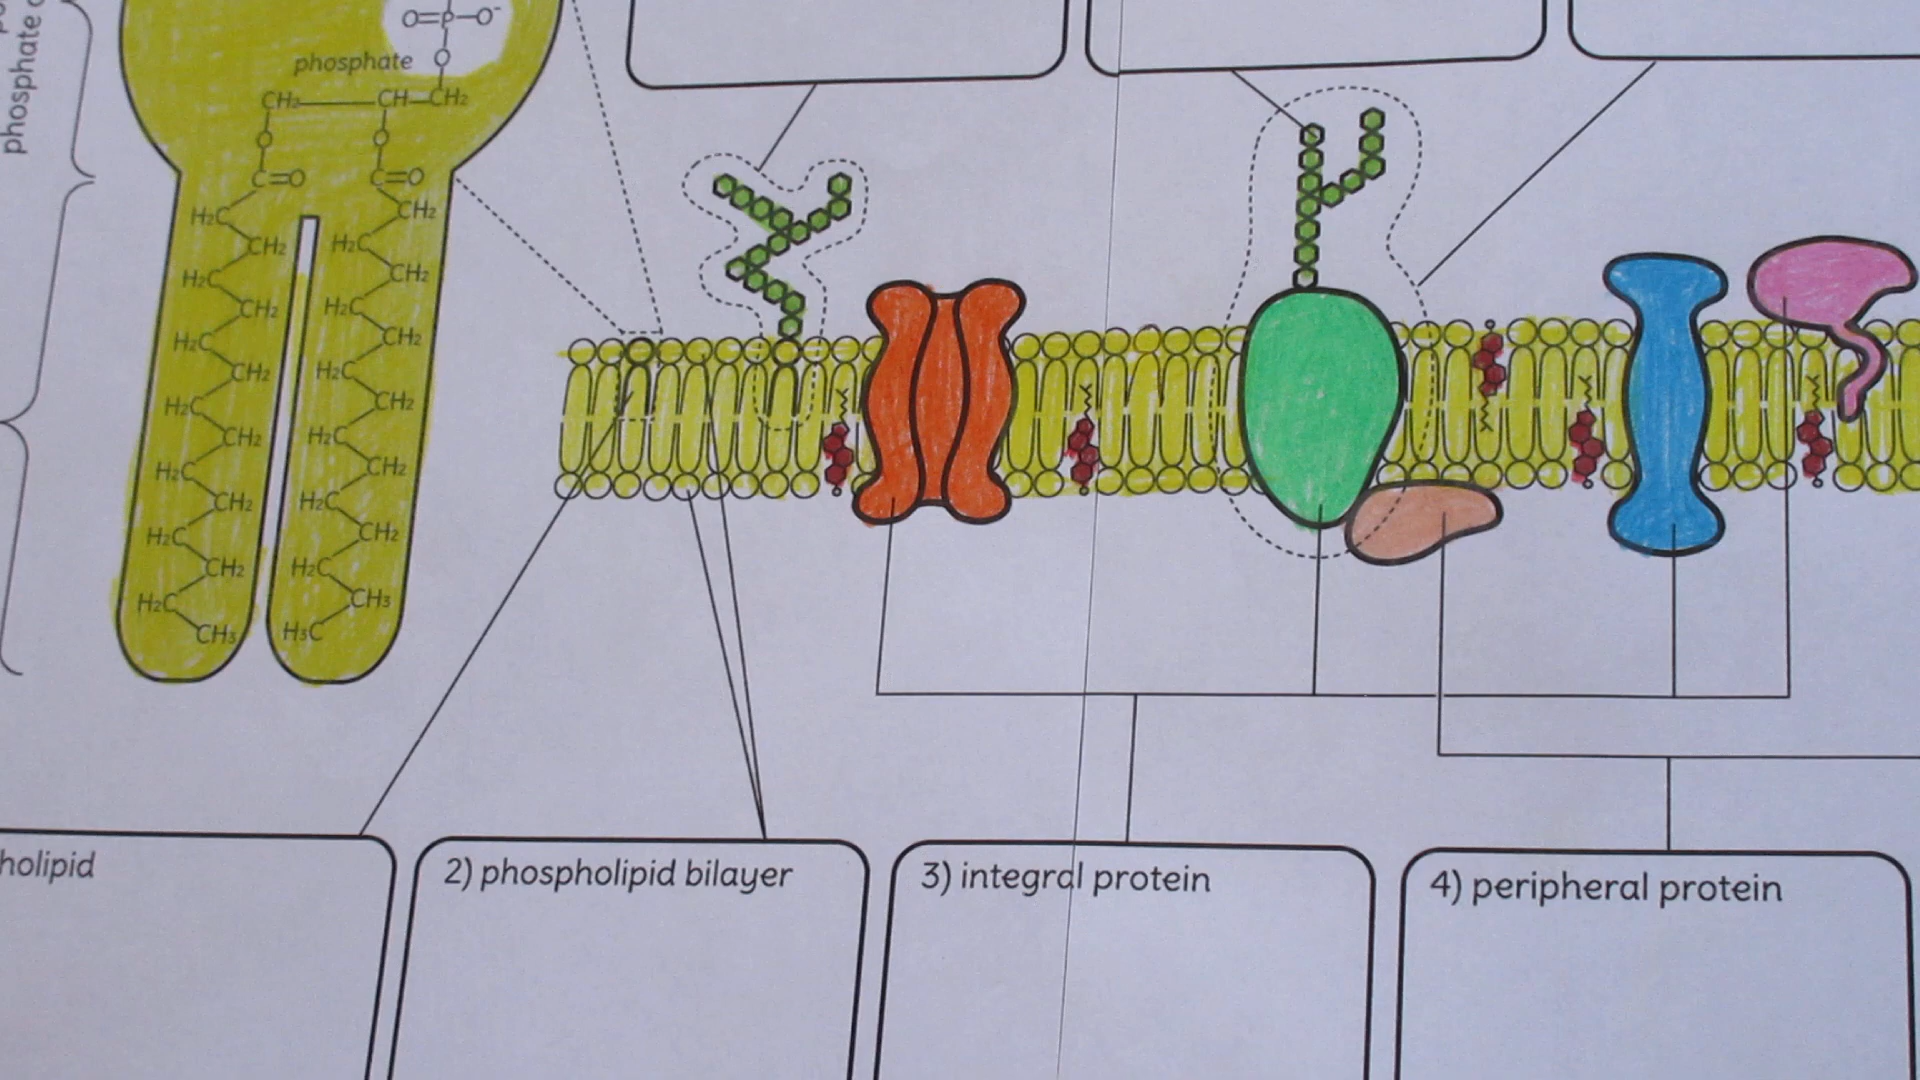 phosphate
O=P—O⁻
O
phosphate
CH₂—CH—CH₂
O O
C=O C=O
H₂C CH₂
CH₂ H₂C
H₂C CH₂
CH₂ H₂C
H₂C CH₂
CH₂ H₂C
H₂C CH₂
CH₂ H₂C
H₂C CH₂
CH₂ H₂C
H₂C CH₂
CH₂ H₂C
H₂C CH₃
CH₃ H₃C
holipid
2) phospholipid bilayer
3) integral protein
4) peripheral protein